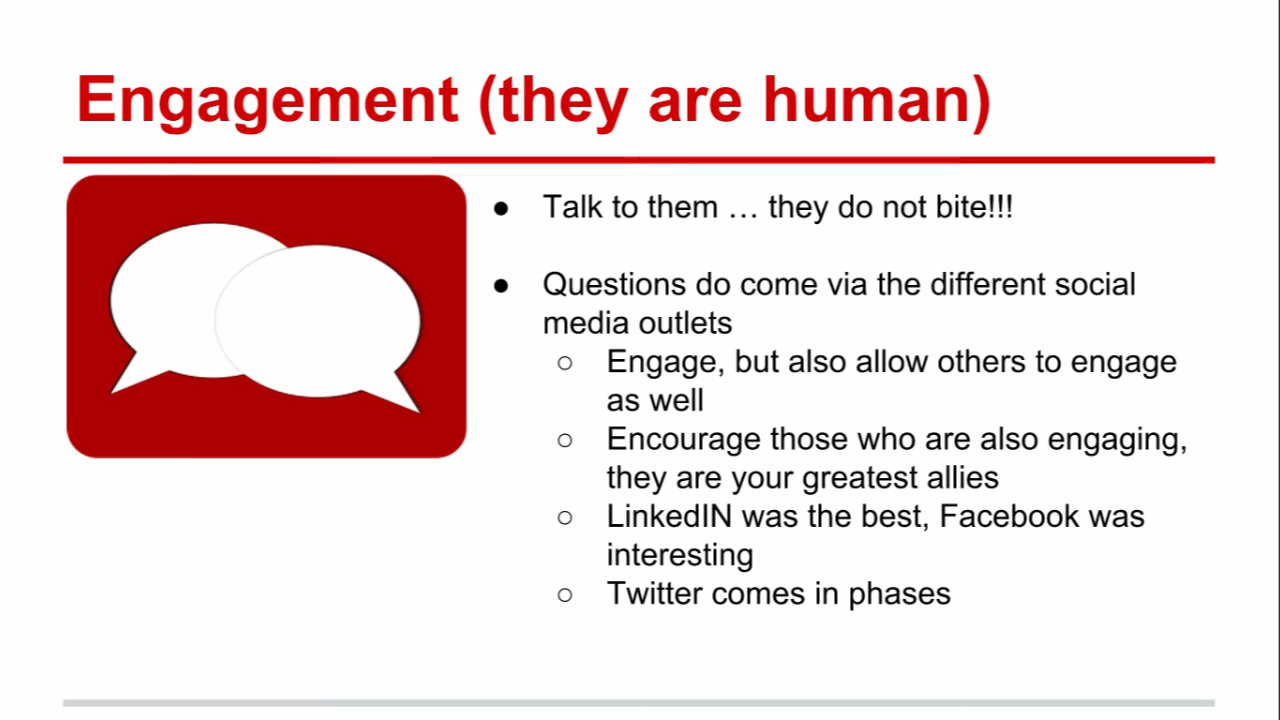 Engagement (they are human)
● Talk to them … they do not bite!!!
● Questions do come via the different social
media outlets
○ Engage, but also allow others to engage
as well
○ Encourage those who are also engaging,
they are your greatest allies
○ LinkedIN was the best, Facebook was
interesting
○ Twitter comes in phases